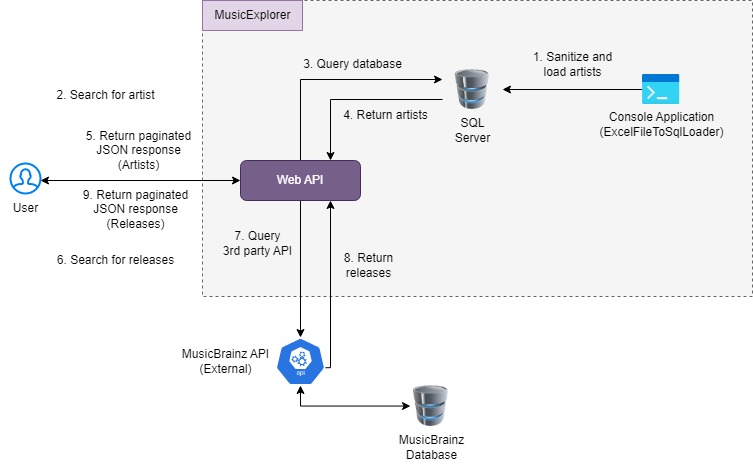 MusicExplorer
1. Sanitize and
load artists
3. Query database
2. Search for artist
4. Return artists
SQL
Server
Console Application
(ExcelFileToSqlLoader)
5. Return paginated
JSON response
(Artists)
Web API
9. Return paginated
JSON response
(Releases)
User
7. Query
3rd party API
6. Search for releases
8. Return
releases
MusicBrainz API
(External)
api
MusicBrainz
Database